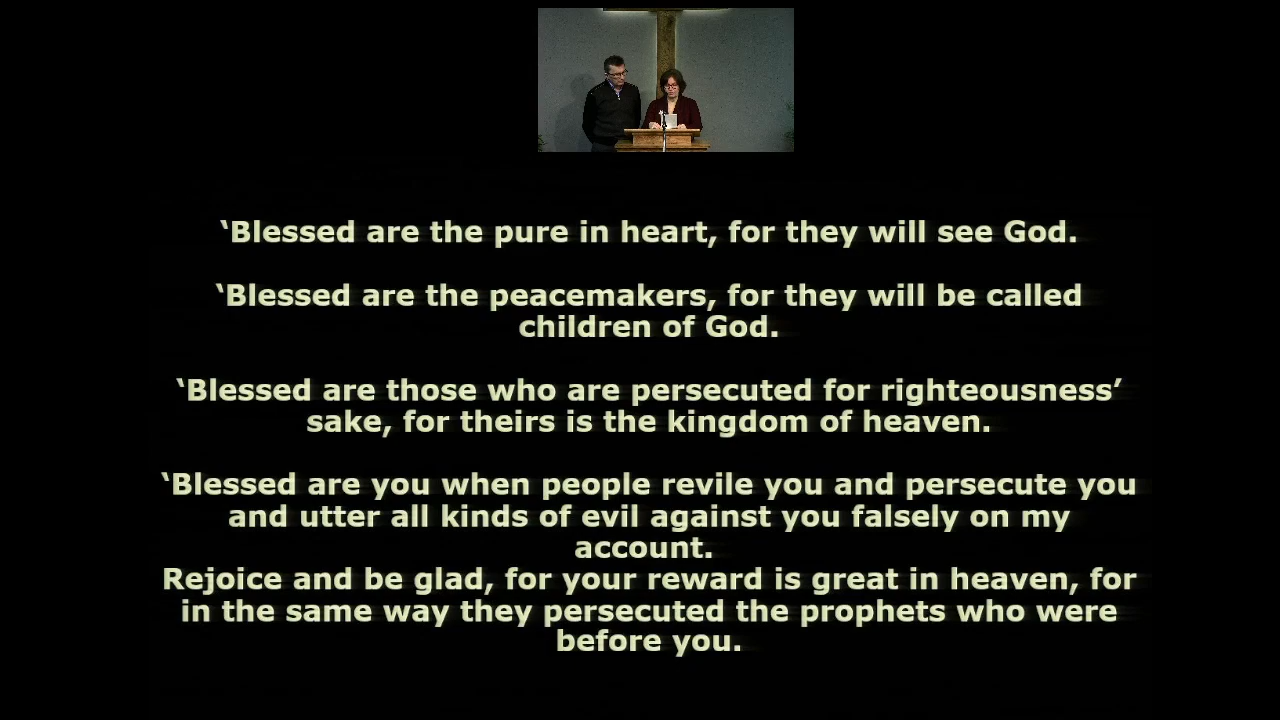 ‘Blessed are the pure in heart, for they will see God.
‘Blessed are the peacemakers, for they will be called
children of God.
‘Blessed are those who are persecuted for righteousness’
sake, for theirs is the kingdom of heaven.
‘Blessed are you when people revile you and persecute you
and utter all kinds of evil against you falsely on my
account.
Rejoice and be glad, for your reward is great in heaven, for
in the same way they persecuted the prophets who were
before you.